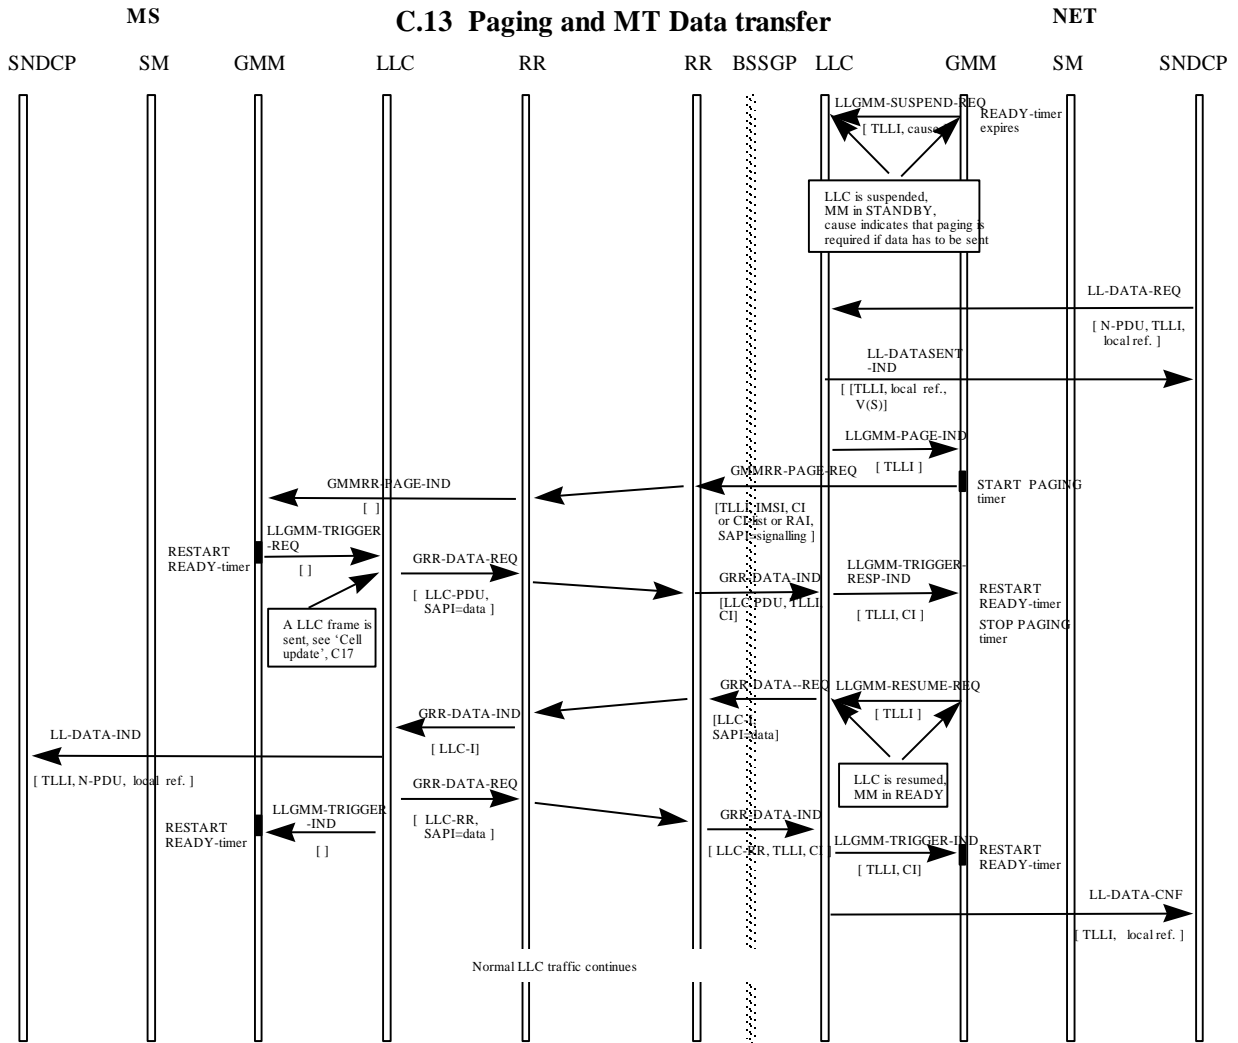 MS
C.13 Paging and MT Data transfer
NET
SNDCP SM GMM LLC RR RR BSSGP LLC GMM SM SNDCP
LLGMM-SUSPEND-REQ
[ TLLI, cause
READY-timer
expires
LLC is suspended,
MM in STANDBY,
cause indicates that paging is
required if data has to be sent
LL-DATA-REQ
[ N-PDU, TLLI,
local ref. ]
LL-DATASENT
-IND
[ [TLLI, local ref.,
V(S)]
LLGMM-PAGE-IND
[ TLLI ]
GMMRR-PAGE-REQ
[TLLI, IMSI, CI
or CI-list or RAI,
SAPI=signalling ]
START PAGING
timer
GMMRR-PAGE-IND
[ ]
LLGMM-TRIGGER
-REQ
[ ]
RESTART
READY-timer
GRR-DATA-REQ
[ LLC-PDU,
SAPI=data ]
GRR-DATA-IND
[LLC-PDU, TLLI,
CI]
LLGMM-TRIGGER-
RESP-IND
[ TLLI, CI ]
RESTART
READY-timer
STOP PAGING
timer
A LLC frame is
sent, see ‘Cell
update’, C17
GRR-DATA--REQ
[LLC-I,
SAPI=data]
LLGMM-RESUME-REQ
[ TLLI ]
GRR-DATA-IND
[ LLC-I]
LL-DATA-IND
[ TLLI, N-PDU, local ref. ]
LLC is resumed,
MM in READY
GRR-DATA-REQ
[ LLC-RR,
SAPI=data ]
LLGMM-TRIGGER
-IND
[ ]
RESTART
READY-timer
GRR-DATA-IND
[ LLC-RR, TLLI, CI ]
LLGMM-TRIGGER-IND
[ TLLI, CI]
RESTART
READY-timer
LL-DATA-CNF
[ TLLI, local ref. ]
Normal LLC traffic continues